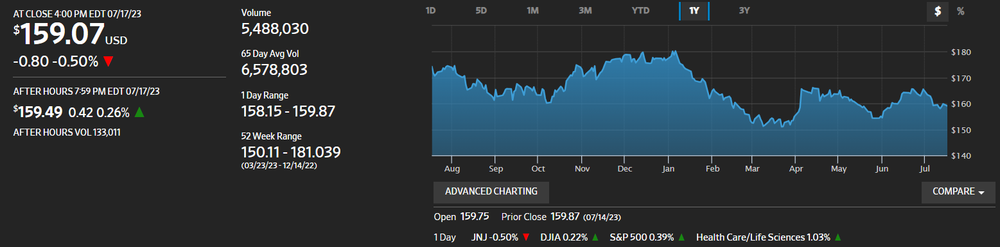 AT CLOSE 4:00 PM EDT 07/17/23
$159.07 USD
-0.80 -0.50%
AFTER HOURS 7:59 PM EDT 07/17/23
$159.49 0.42 0.26%
AFTER HOURS VOL 133,011
Volume
5,488,030
65 Day Avg Vol
6,578,803
1 Day Range
158.15 - 159.87
52 Week Range
150.11 - 181.039
(03/23/23 - 12/14/22)
1D 5D 1M 3M YTD 1Y 3Y $ %
$180
$170
$160
$150
$140
Aug Sep Oct Nov Dec Jan Feb Mar Apr May Jun Jul
ADVANCED CHARTING COMPARE
Open 159.75 Prior Close 159.87 (07/14/23)
1 Day JNJ -0.50% DJIA 0.22% S&P 500 0.39% Health Care/Life Sciences 1.03%